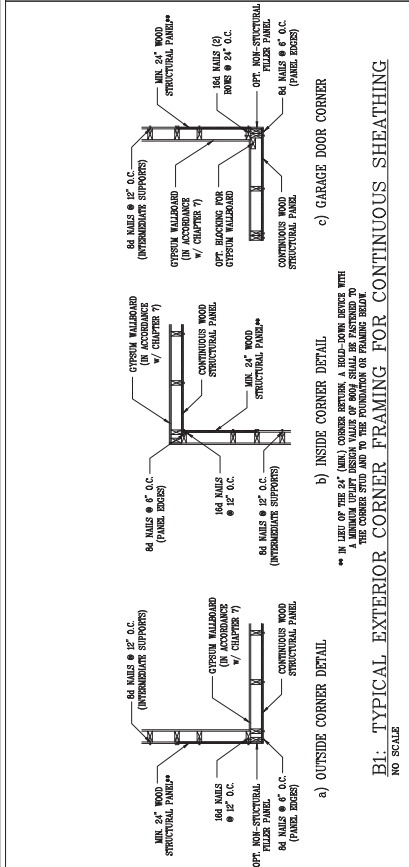 8d NAILS @ 12" O.C.
(INTERMEDIATE SUPPORTS)
MIN. 24" WOOD
STRUCTURAL PANEL**
GYPSUM WALLBOARD
(IN ACCORDANCE
w/ CHAPTER 7)
16d NAILS
@ 12" O.C.
OPT. NON-STUCTURAL
FILLER PANEL
8d NAILS @ 6" O.C.
(PANEL EDGES)
CONTINUOUS WOOD
STRUCTURAL PANEL
a) OUTSIDE CORNER DETAIL
GYPSUM WALLBOARD
(IN ACCORDANCE
w/ CHAPTER 7)
8d NAILS @ 6" O.C.
(PANEL EDGES)
CONTINUOUS WOOD
STRUCTURAL PANEL
16d NAILS
@ 12" O.C.
MIN. 24" WOOD
STRUCTURAL PANEL**
8d NAILS @ 12" O.C.
(INTERMEDIATE SUPPORTS)
b) INSIDE CORNER DETAIL
8d NAILS @ 12" O.C.
(INTERMEDIATE SUPPORTS)
MIN. 24" WOOD
STRUCTURAL PANEL**
GYPSUM WALLBOARD
(IN ACCORDANCE
w/ CHAPTER 7)
16d NAILS (2)
ROWS @ 24" O.C.
OPT. BLOCKING FOR
GYPSUM WALLBOARD
OPT. NON-STUCTURAL
FILLER PANEL
CONTINUOUS WOOD
STRUCTURAL PANEL
8d NAILS @ 6" O.C.
(PANEL EDGES)
c) GARAGE DOOR CORNER
** IN LIEU OF THE 24" (MIN.) CORNER RETURN, A HOLD-DOWN DEVICE WITH
A MINIMUM UPLIFT DESIGN VALUE OF 800# SHALL BE FASTENED TO
THE CORNER STUD AND TO THE FOUNDATION OR FRAMING BELOW.
B1: TYPICAL EXTERIOR CORNER FRAMING FOR CONTINUOUS SHEATHING
NO SCALE